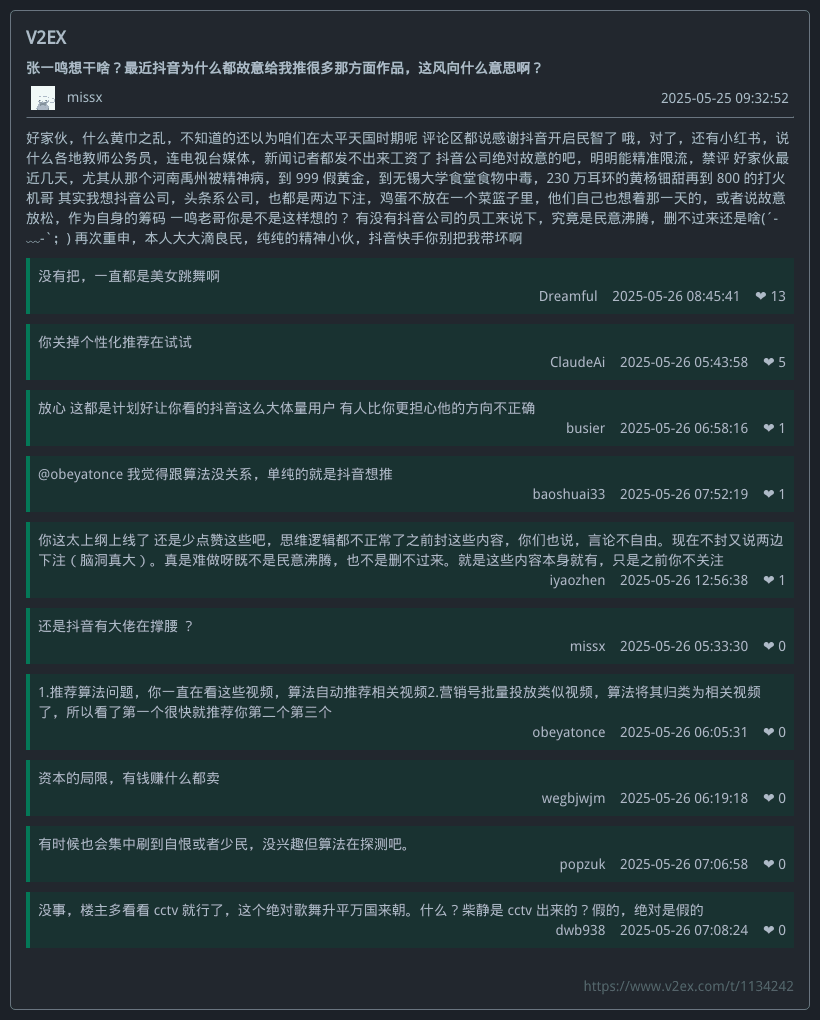 V2EX
张一鸣想干啥？最近抖音为什么都故意给我推很多那方面作品，这风向什么意思啊？
missx 2025-05-25 09:32:52
好家伙，什么黄巾之乱，不知道的还以为咱们在太平天国时期呢 评论区都说感谢抖音开启民智了 哦，对了，还有小红书，说
什么各地教师公务员，连电视台媒体，新闻记者都发不出来工资了 抖音公司绝对故意的吧，明明能精准限流，禁评 好家伙最
近几天，尤其从那个河南禹州被精神病，到 999 假黄金，到无锡大学食堂食物中毒，230 万耳环的黄杨钿甜再到 800 的打火
机哥 其实我想抖音公司，头条系公司，也都是两边下注，鸡蛋不放在一个菜篮子里，他们自己也想着那一天的，或者说故意
放松，作为自身的筹码 一鸣老哥你是不是这样想的？ 有没有抖音公司的员工来说下，究竟是民意沸腾，删不过来还是啥(´-
﹏-`；) 再次重申，本人大大滴良民，纯纯的精神小伙，抖音快手你别把我带坏啊
没有把，一直都是美女跳舞啊
Dreamful 2025-05-26 08:45:41 ❤ 13
你关掉个性化推荐在试试
ClaudeAi 2025-05-26 05:43:58 ❤ 5
放心 这都是计划好让你看的抖音这么大体量用户 有人比你更担心他的方向不正确
busier 2025-05-26 06:58:16 ❤ 1
@obeyatonce 我觉得跟算法没关系，单纯的就是抖音想推
baoshuai33 2025-05-26 07:52:19 ❤ 1
你这太上纲上线了 还是少点赞这些吧，思维逻辑都不正常了之前封这些内容，你们也说，言论不自由。现在不封又说两边
下注（脑洞真大）。真是难做呀既不是民意沸腾，也不是删不过来。就是这些内容本身就有，只是之前你不关注
iyaozhen 2025-05-26 12:56:38 ❤ 1
还是抖音有大佬在撑腰 ？
missx 2025-05-26 05:33:30 ❤ 0
1.推荐算法问题，你一直在看这些视频，算法自动推荐相关视频2.营销号批量投放类似视频，算法将其归类为相关视频
了，所以看了第一个很快就推荐你第二个第三个
obeyatonce 2025-05-26 06:05:31 ❤ 0
资本的局限，有钱赚什么都卖
wegbjwjm 2025-05-26 06:19:18 ❤ 0
有时候也会集中刷到自恨或者少民，没兴趣但算法在探测吧。
popzuk 2025-05-26 07:06:58 ❤ 0
没事，楼主多看看 cctv 就行了，这个绝对歌舞升平万国来朝。什么？柴静是 cctv 出来的？假的，绝对是假的
dwb938 2025-05-26 07:08:24 ❤ 0
https://www.v2ex.com/t/1134242